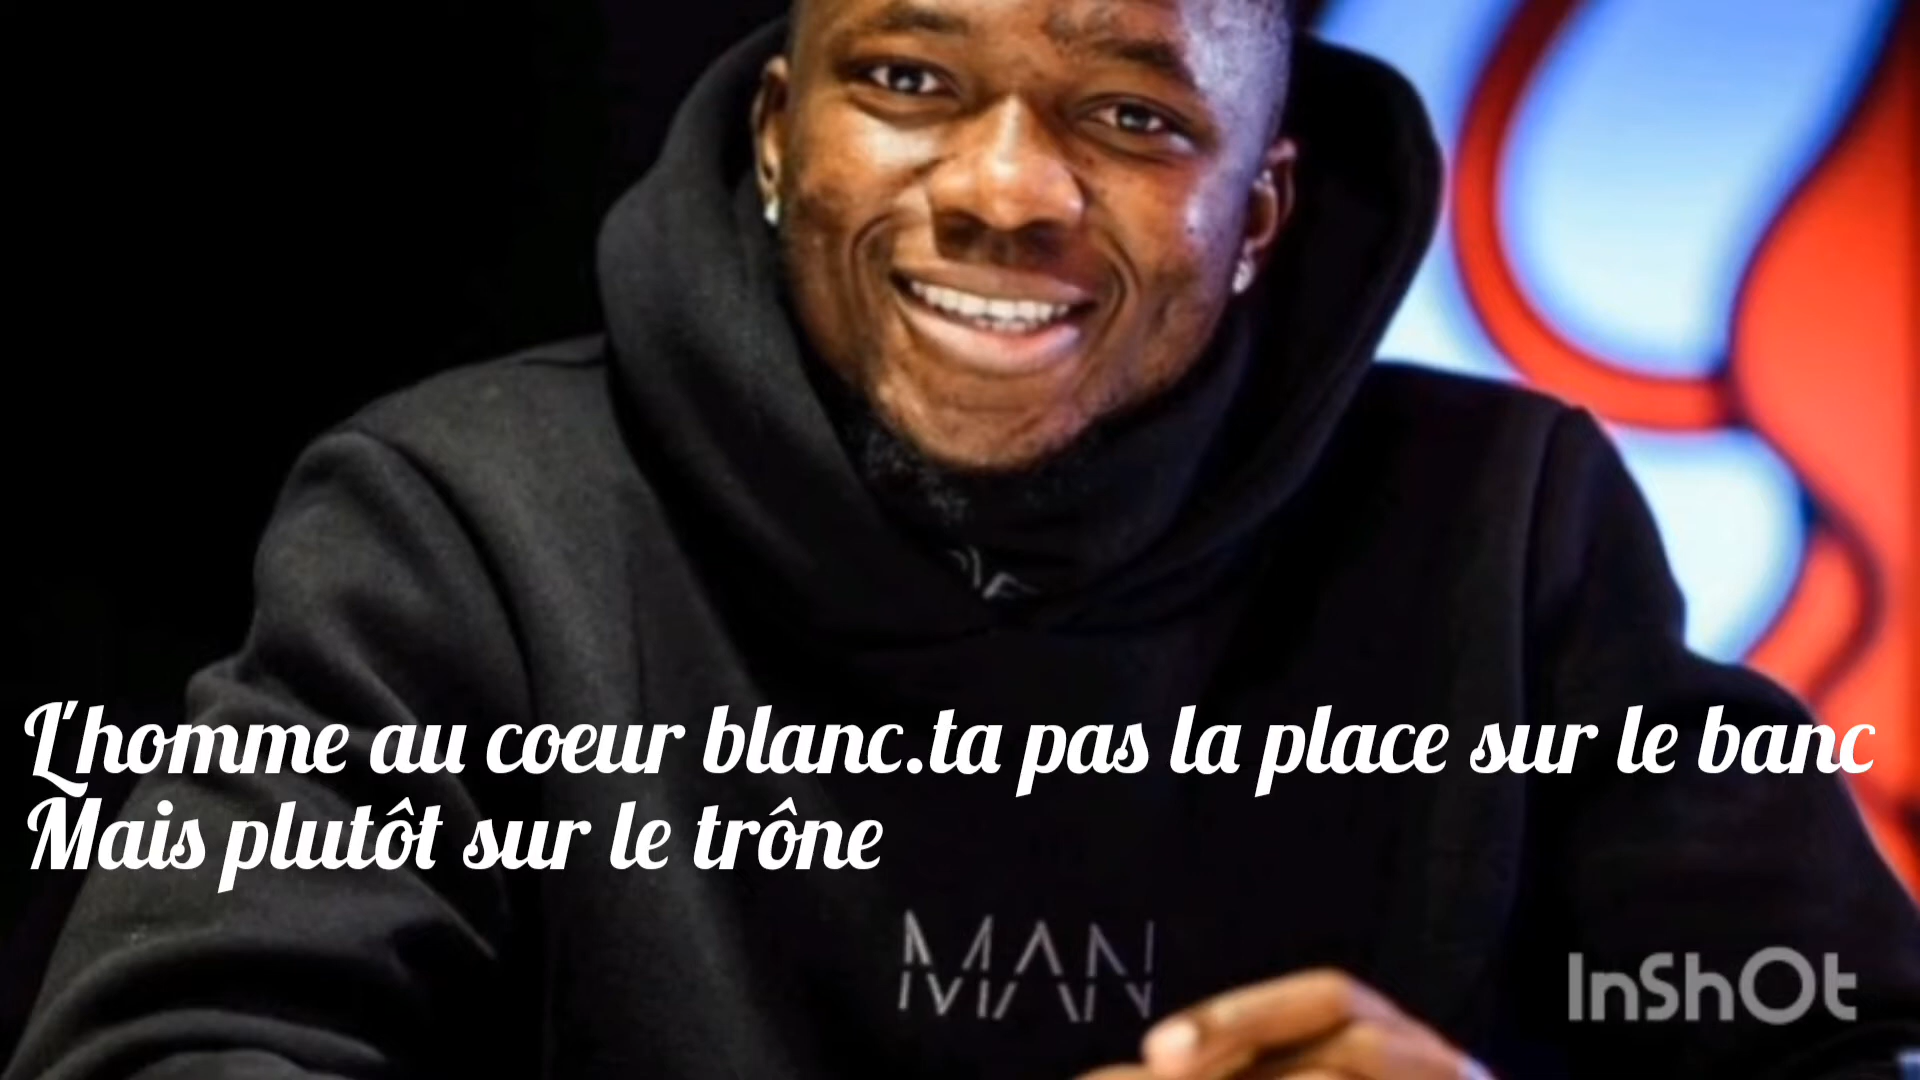 L'homme au coeur blanc.ta pas la place sur le banc
Mais plutôt sur le trône
MAN
InShOt